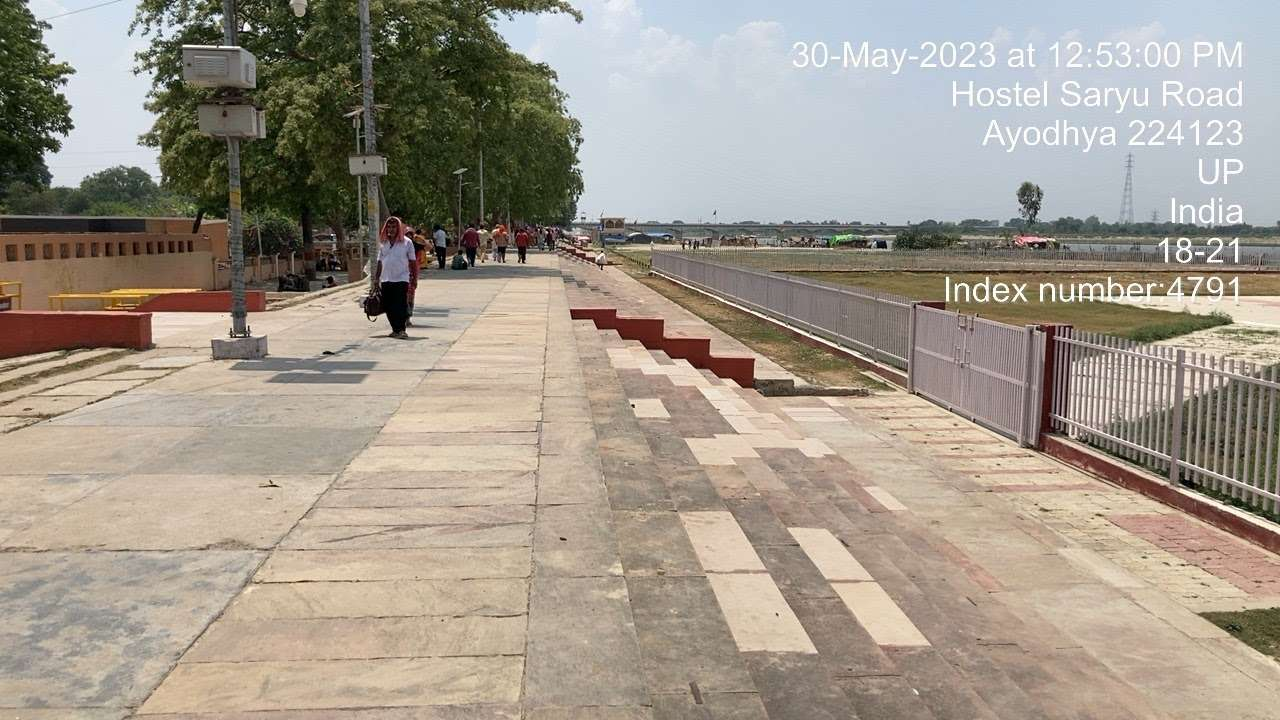 30-May-2023 at 12:53:00 PM
Hostel Saryu Road
Ayodhya 224123
UP
India
18-21
Index number:4791